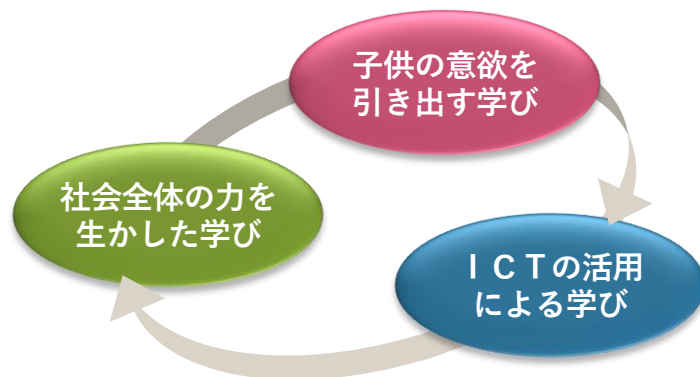 子供の意欲を
引き出す学び
社会全体の力を
生かした学び
ＩＣＴの活用
による学び